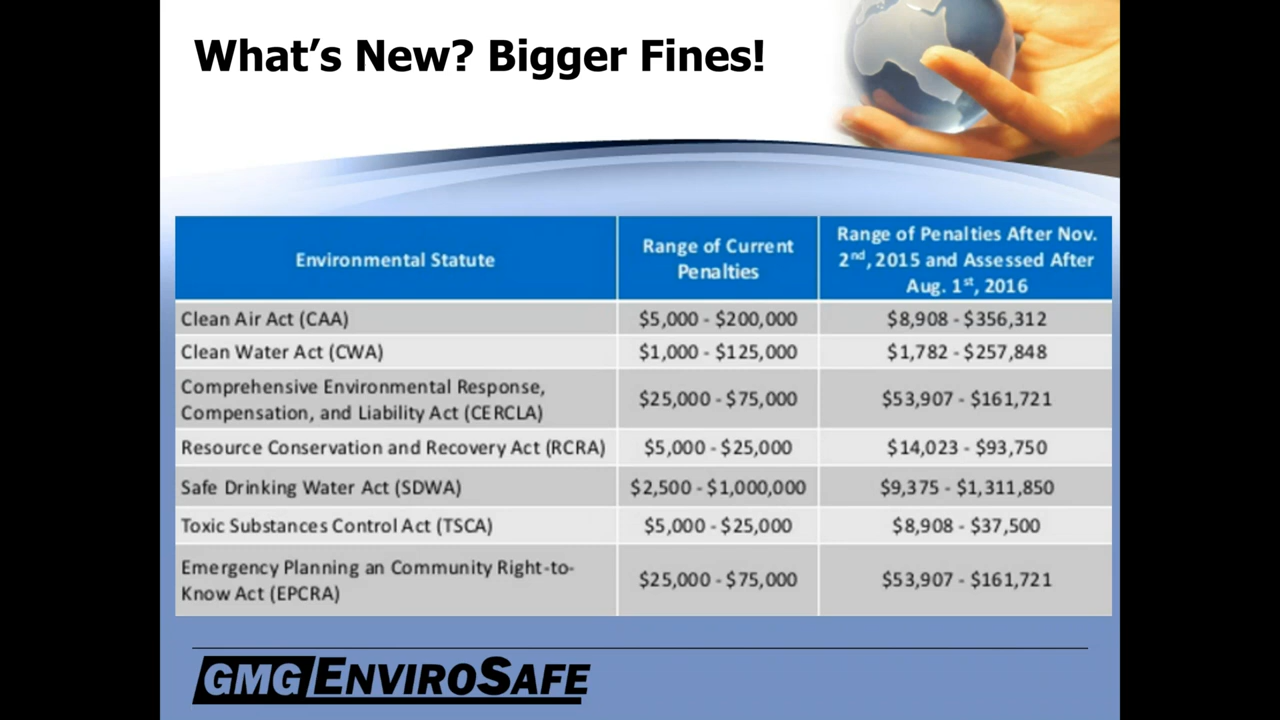 What's New? Bigger Fines!
Environmental Statute
Range of Current
Penalties
Range of Penalties After Nov.
2nd, 2015 and Assessed After
Aug. 1st, 2016
Clean Air Act (CAA)
$5,000 - $200,000
$8,908 - $356,312
Clean Water Act (CWA)
$1,000 - $125,000
$1,782 - $257,848
Comprehensive Environmental Response,
Compensation, and Liability Act (CERCLA)
$25,000 - $75,000
$53,907 - $161,721
Resource Conservation and Recovery Act (RCRA)
$5,000 - $25,000
$14,023 - $93,750
Safe Drinking Water Act (SDWA)
$2,500 - $1,000,000
$9,375 - $1,311,850
Toxic Substances Control Act (TSCA)
$5,000 - $25,000
$8,908 - $37,500
Emergency Planning an Community Right-to-
Know Act (EPCRA)
$25,000 - $75,000
$53,907 - $161,721
GMG ENVIROSAFE